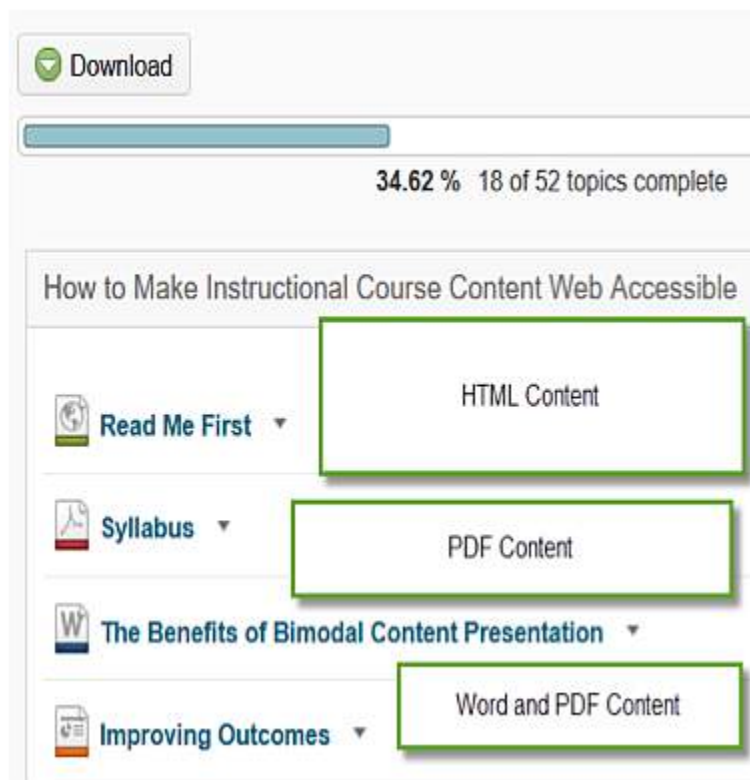 Download
34.62 % 18 of 52 topics complete
How to Make Instructional Course Content Web Accessible
HTML Content
Read Me First
Syllabus
PDF Content
The Benefits of Bimodal Content Presentation
Word and PDF Content
Improving Outcomes